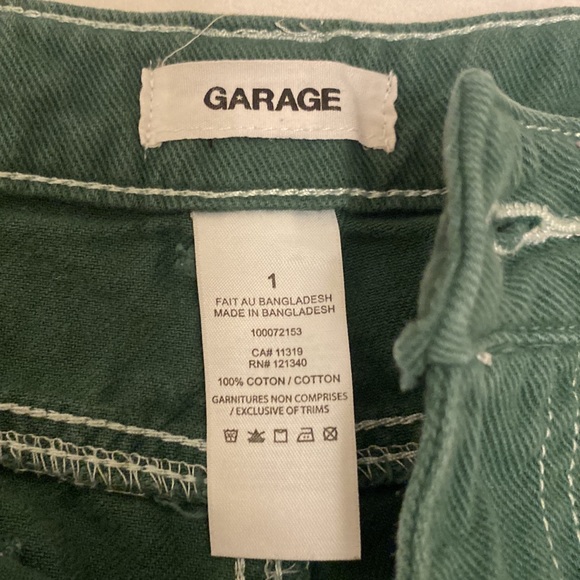 GARAGE
1
FAIT AU BANGLADESH
MADE IN BANGLADESH
100072153
CA# 11319
RN# 121340
100% COTON / COTTON
GARNITURES NON COMPRISES
/ EXCLUSIVE OF TRIMS